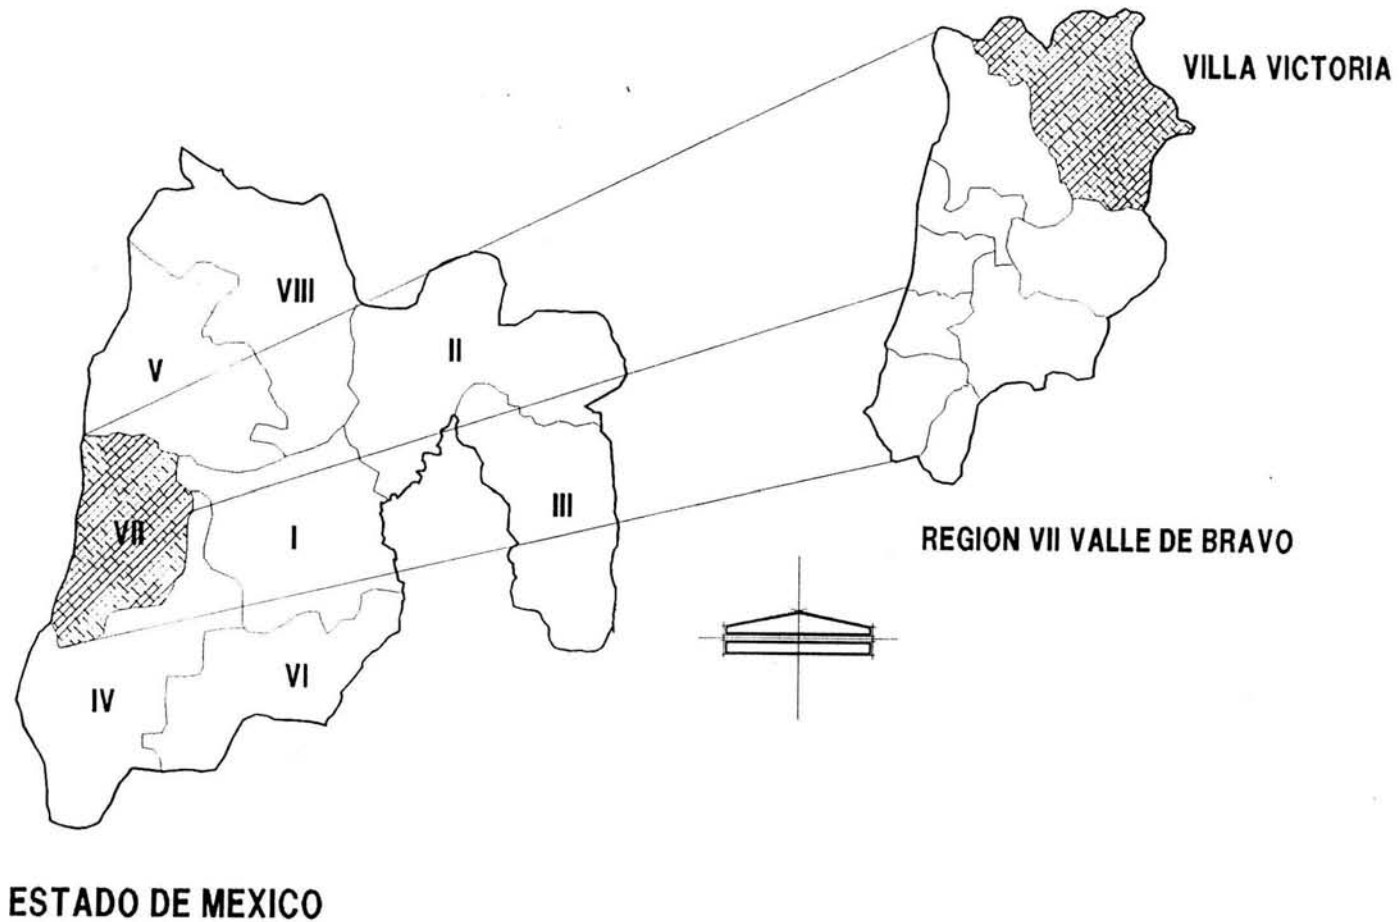 VILLA VICTORIA
VIII
II
V
VII
I
III
REGION VII VALLE DE BRAVO
IV
VI
ESTADO DE MEXICO